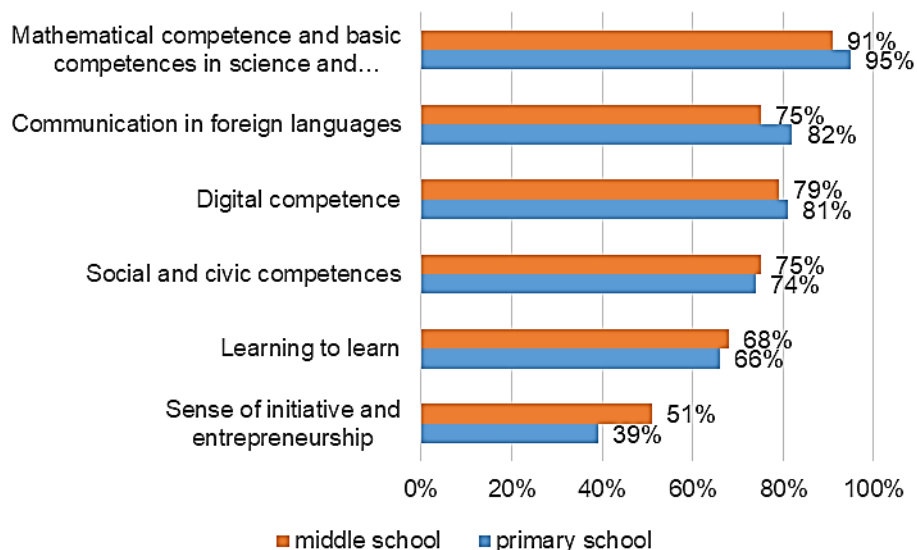 Mathematical competence and basic
competences in science and…
91%
95%
Communication in foreign languages
75%
82%
Digital competence
79%
81%
Social and civic competences
75%
74%
Learning to learn
68%
66%
Sense of initiative and
entrepreneurship
51%
39%
0% 20% 40% 60% 80% 100%
middle school primary school